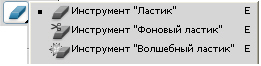 Инструмент "Ластик" E
Инструмент "Фоновый ластик" E
Инструмент "Волшебный ластик" E